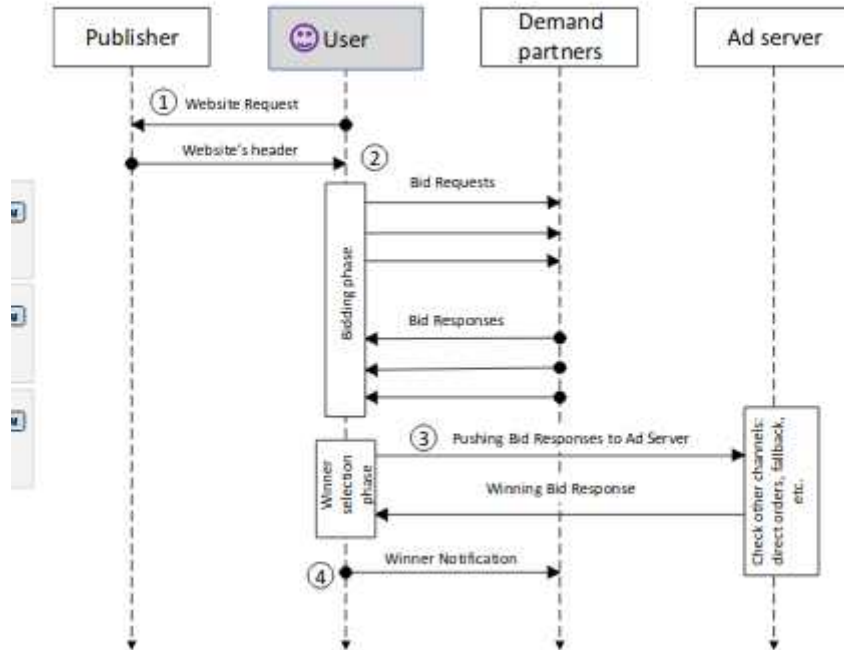 Publisher
User
Demand
partners
Ad server
1 Website Request
Website's header
2
Bid Requests
Bidding phase
Bid Responses
3 Pushing Bid Responses to Ad Server
Winner
selection
phase
Winning Bid Response
Check other channels:
direct orders, fallback,
etc.
4 Winner Notification